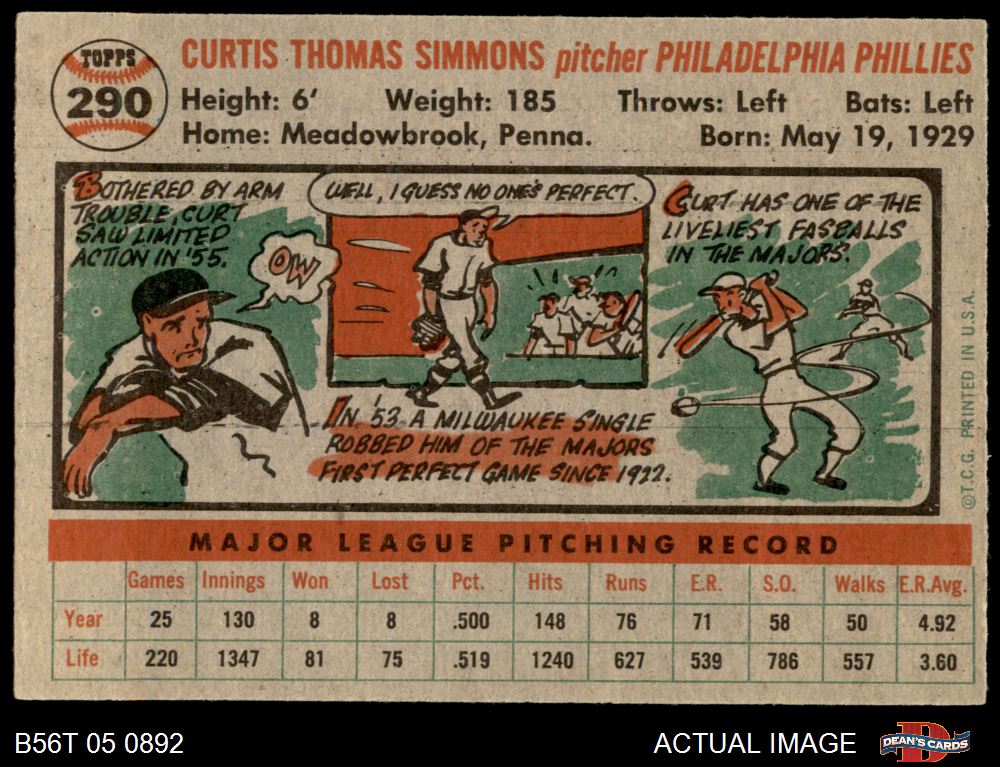 TOPPS
290
CURTIS THOMAS SIMMONS pitcher PHILADELPHIA PHILLIES
Height: 6' Weight: 185 Throws: Left Bats: Left
Home: Meadowbrook, Penna. Born: May 19, 1929
BOTHERED BY ARM
TROUBLE, CURT
SAW LIMITED
ACTION IN '55.
OW
WELL, I GUESS NO ONE'S PERFECT.
IN '53 A MILWAUKEE SINGLE
ROBBED HIM OF THE MAJORS
FIRST PERFECT GAME SINCE 1922.
CURT HAS ONE OF THE
LIVELIEST FASBALLS
IN THE MAJORS.
©T.C.G. PRINTED IN U.S.A.
MAJOR LEAGUE PITCHING RECORD
Games Innings Won Lost Pct. Hits Runs E.R. S.O. Walks E.R.Avg.
Year 25 130 8 8 .500 148 76 71 58 50 4.92
Life 220 1347 81 75 .519 1240 627 539 786 557 3.60
B56T 05 0892 ACTUAL IMAGE
D
DEAN'S CARDS